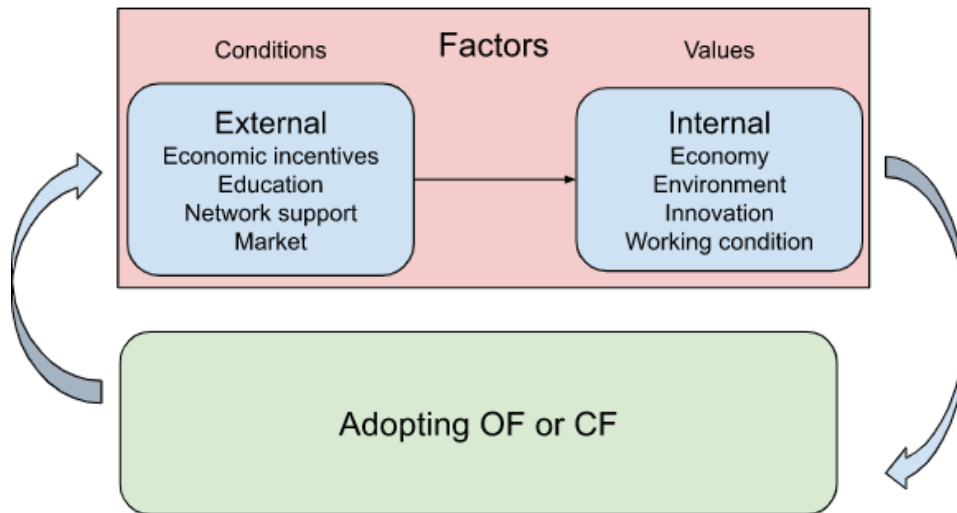 Conditions
Factors
Values
External
Economic incentives
Education
Network support
Market
Internal
Economy
Environment
Innovation
Working condition
Adopting OF or CF